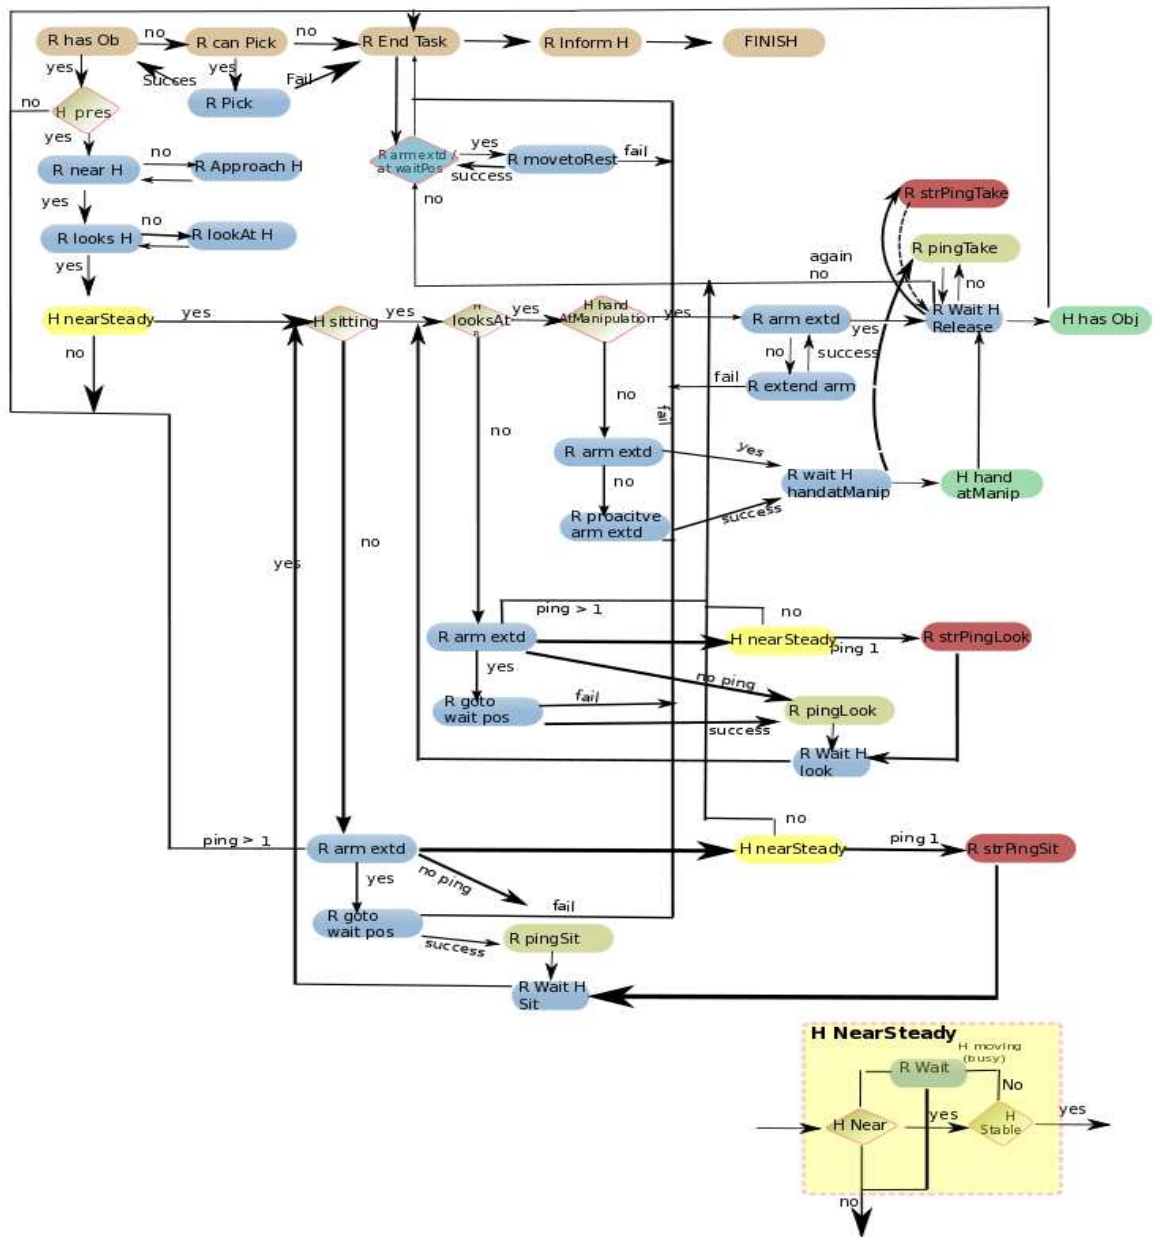 R has Ob
no
R can Pick
no
R End Task
R Inform H
FINISH
yes
Succes
yes
Fail
R Pick
no
H pres
yes
R near H
no
R Approach H
yes
R looks H
no
R lookAt H
yes
R armextd /
at waitPos
yes
success
R movetoRest
fail
no
R strPingTake
R pingTake
again
no
no
H nearSteady
yes
H sitting
yes
H
looksAt
R
yes
H hand
AtManipulation
yes
R arm extd
yes
R Wait H
Release
H has Obj
no
no
success
fail
R extend arm
no
fail
no
R arm extd
yes
no
R wait H
handatManip
H hand
atManip
R proacitve
arm extd
success
no
yes
ping > 1
no
R arm extd
H nearSteady
ping 1
R strPingLook
yes
no ping
R goto
wait pos
fail
R pingLook
success
R Wait H
look
no
ping > 1
R arm extd
H nearSteady
ping 1
R strPingSit
yes
no ping
R goto
wait pos
fail
success
R pingSit
R Wait H
Sit
H NearSteady
H moving
(busy)
R Wait
No
H Near
yes
H
Stable
yes
no